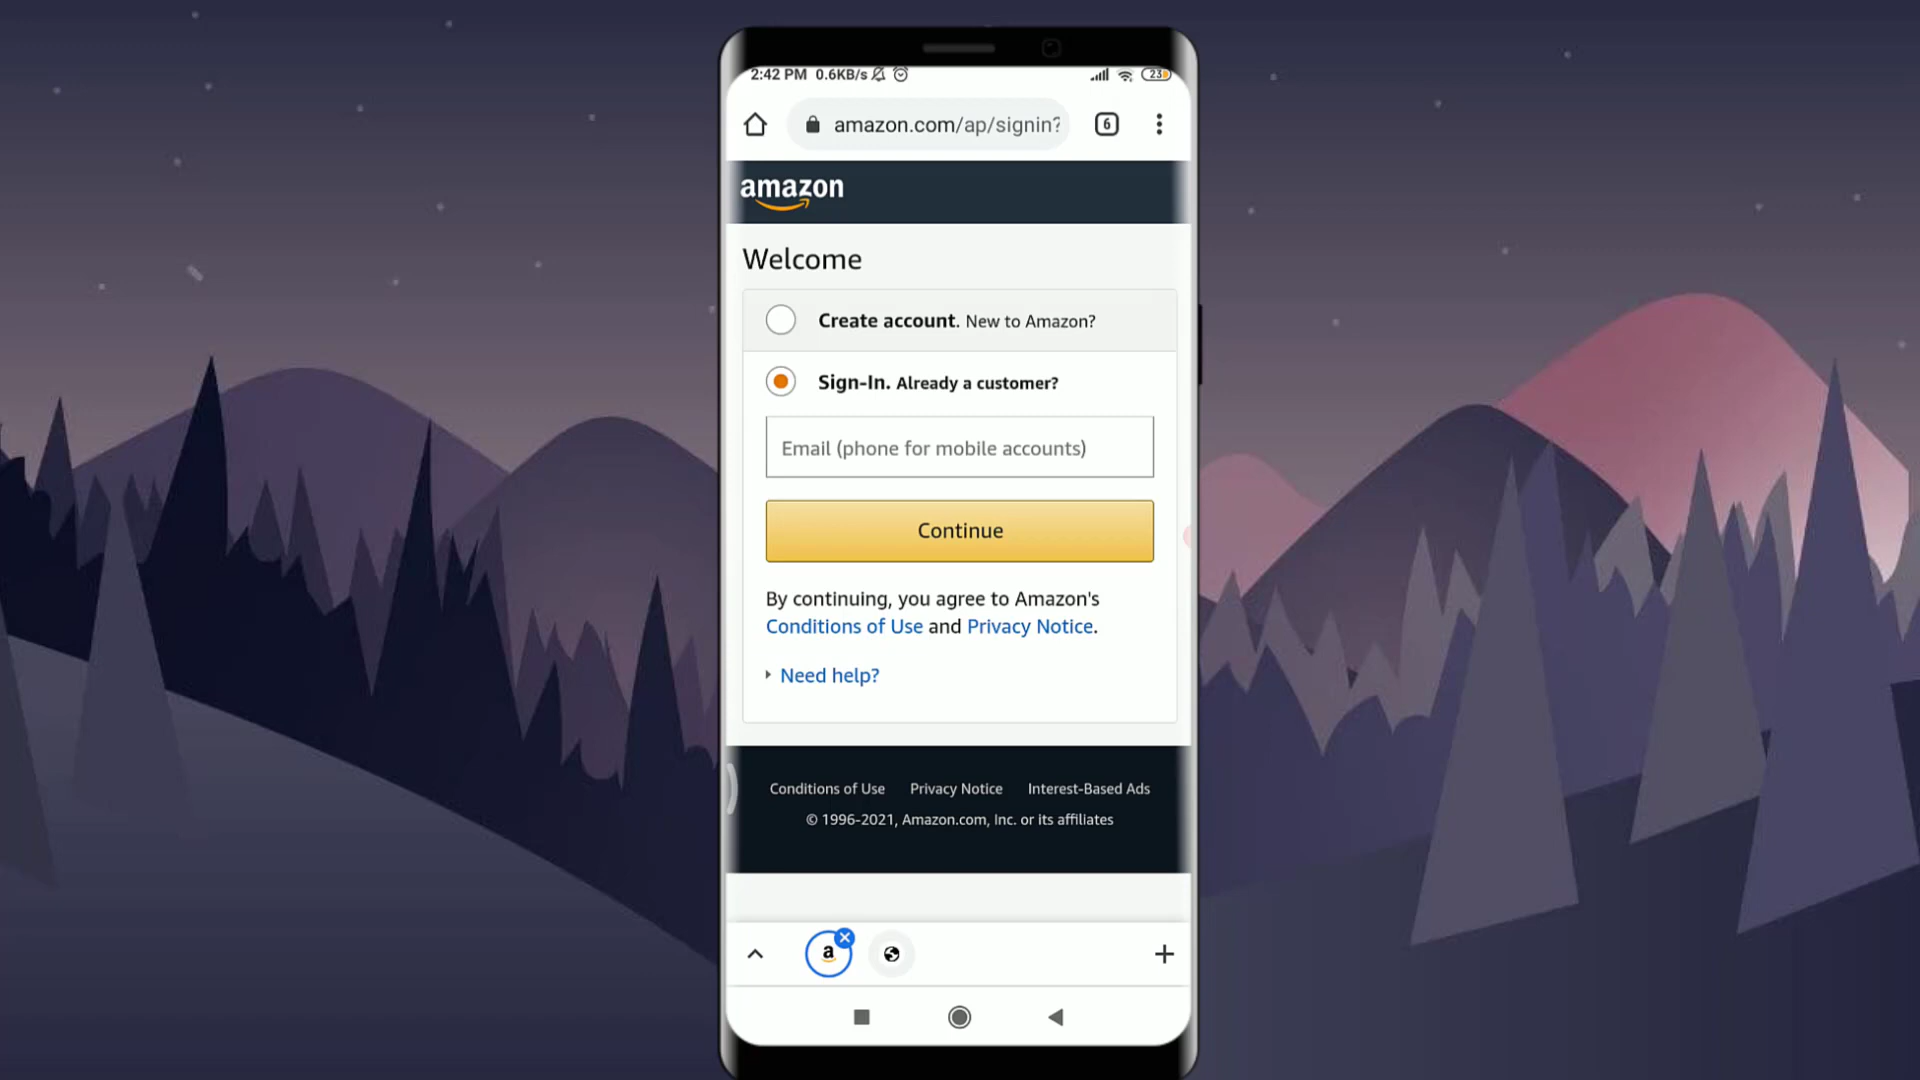 2:42 PM 0.6KB/s 23
amazon.com/ap/signin? 6
amazon
Welcome
Create account. New to Amazon?
Sign-In. Already a customer?
Email (phone for mobile accounts)
Continue
By continuing, you agree to Amazon's
Conditions of Use and Privacy Notice.
Need help?
Conditions of Use Privacy Notice Interest-Based Ads
© 1996-2021, Amazon.com, Inc. or its affiliates
a